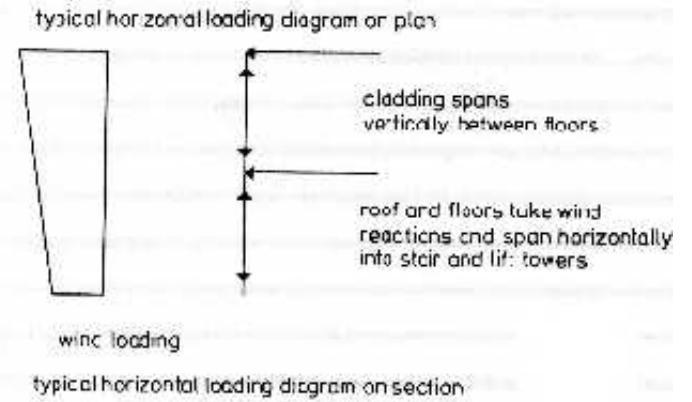 typical horizontal loading diagram on plan
cladding spans
vertically between floors
roof and floors take wind
reactions and span horizontally
into stair and lift towers
wind loading
typical horizontal loading diagram on section